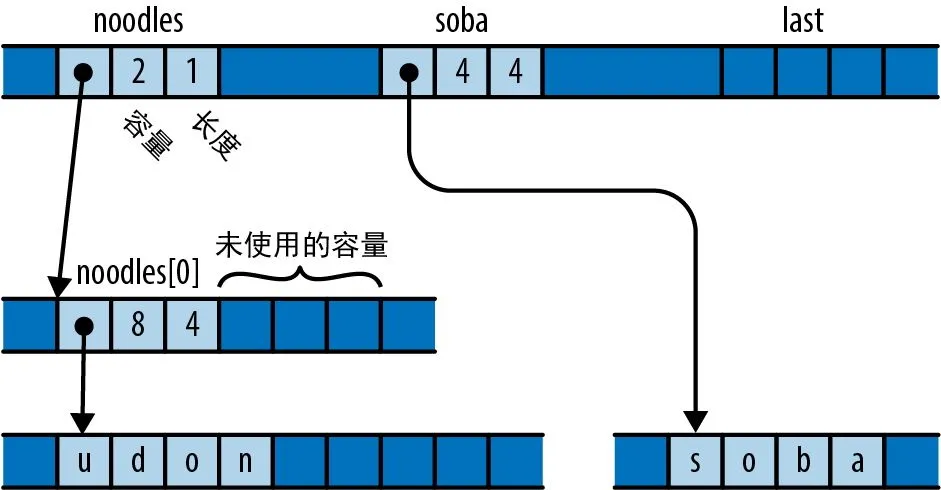 noodles soba last
2 1 4 4
容量 长度
未使用的容量
noodles[0]
8 4
u d o n s o b a